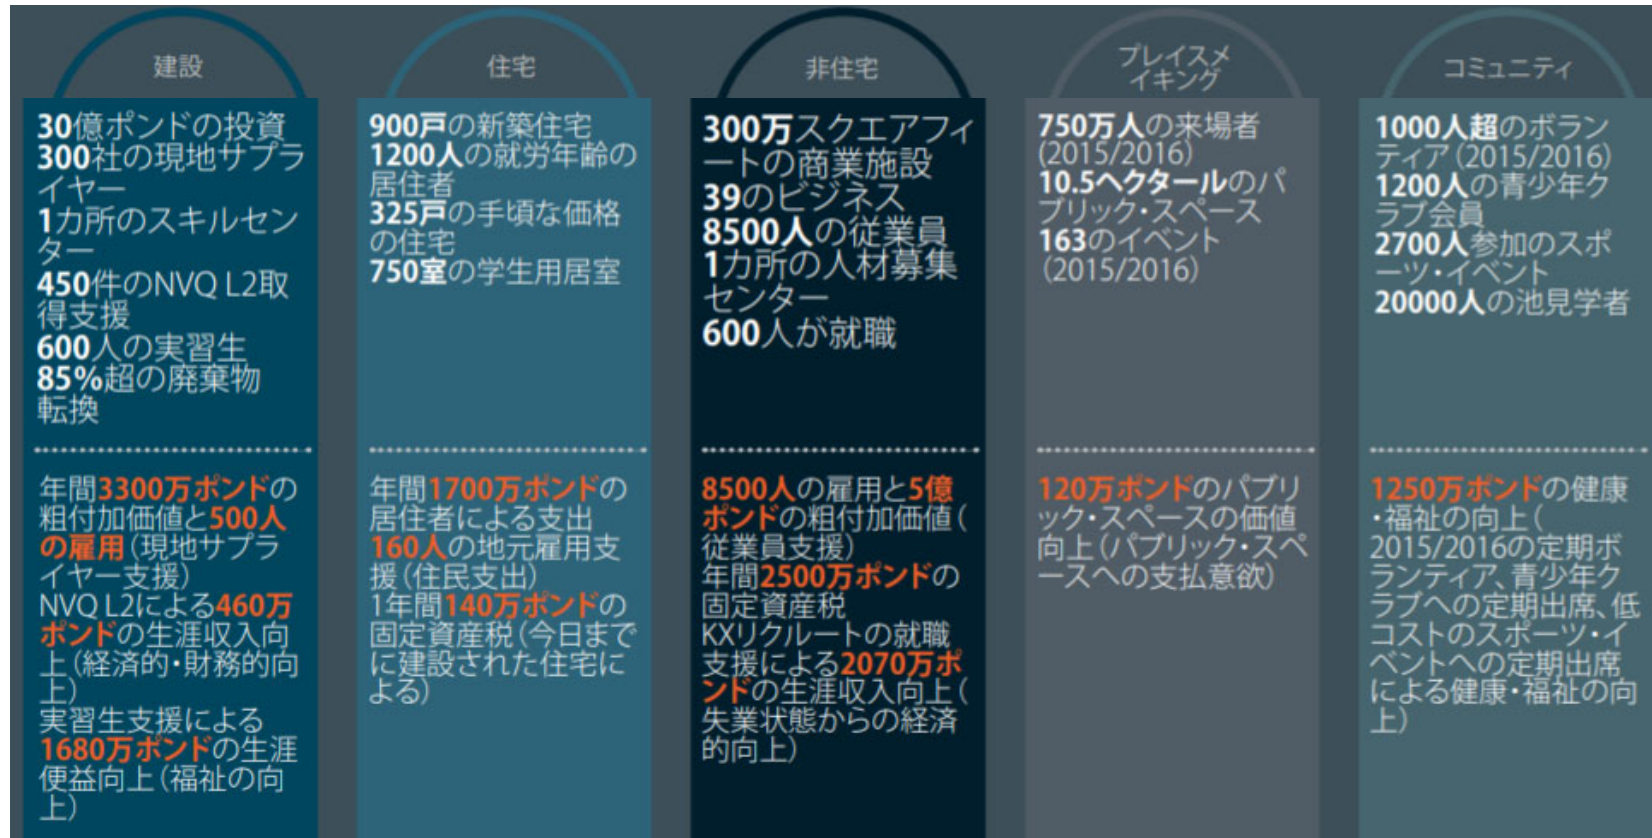 建設
30億ポンドの投資
300社の現地サプラ
イヤー
1カ所のスキルセン
ター
450件のNVQ L2取
得支援
600人の実習生
85%超の廃棄物
転換
年間3300万ポンドの
粗付加価値と500人
の雇用(現地サプラ
イヤー支援)
NVQ L2による460万
ポンドの生涯収入向
上(経済的・財務的向
上)
実習生支援による
1680万ポンドの生涯
便益向上(福祉の向
上)
住宅
900戸の新築住宅
1200人の就労年齢の
居住者
325戸の手頃な価格
の住宅
750室の学生用居室
年間1700万ポンドの
居住者による支出
160人の地元雇用支
援(住民支出)
1年間140万ポンドの
固定資産税(今日まで
に建設された住宅に
よる)
非住宅
300万スクエアフィ
ートの商業施設
39のビジネス
8500人の従業員
1カ所の人材募集
センター
600人が就職
8500人の雇用と5億
ポンドの粗付加価値(
従業員支援)
年間2500万ポンドの
固定資産税
KXリクルートの就職
支援による2070万ポ
ンドの生涯収入向上(
失業状態からの経済
的向上)
プレイスメ
イキング
750万人の来場者
(2015/2016)
10.5ヘクタールのパ
ブリック・スペース
163のイベント
(2015/2016)
120万ポンドのパブリ
ック・スペースの価値
向上(パブリック・スペ
ースへの支払意欲)
コミュニティ
1000人超のボラン
ティア(2015/2016)
1200人の青少年ク
ラブ会員
2700人参加のスポ
ーツ・イベント
20000人の池見学者
1250万ポンドの健康
・福祉の向上(
2015/2016の定期ボ
ランティア、青少年ク
ラブへの定期出席、低
コストのスポーツ・イ
ベントへの定期出席
による健康・福祉の向
上)